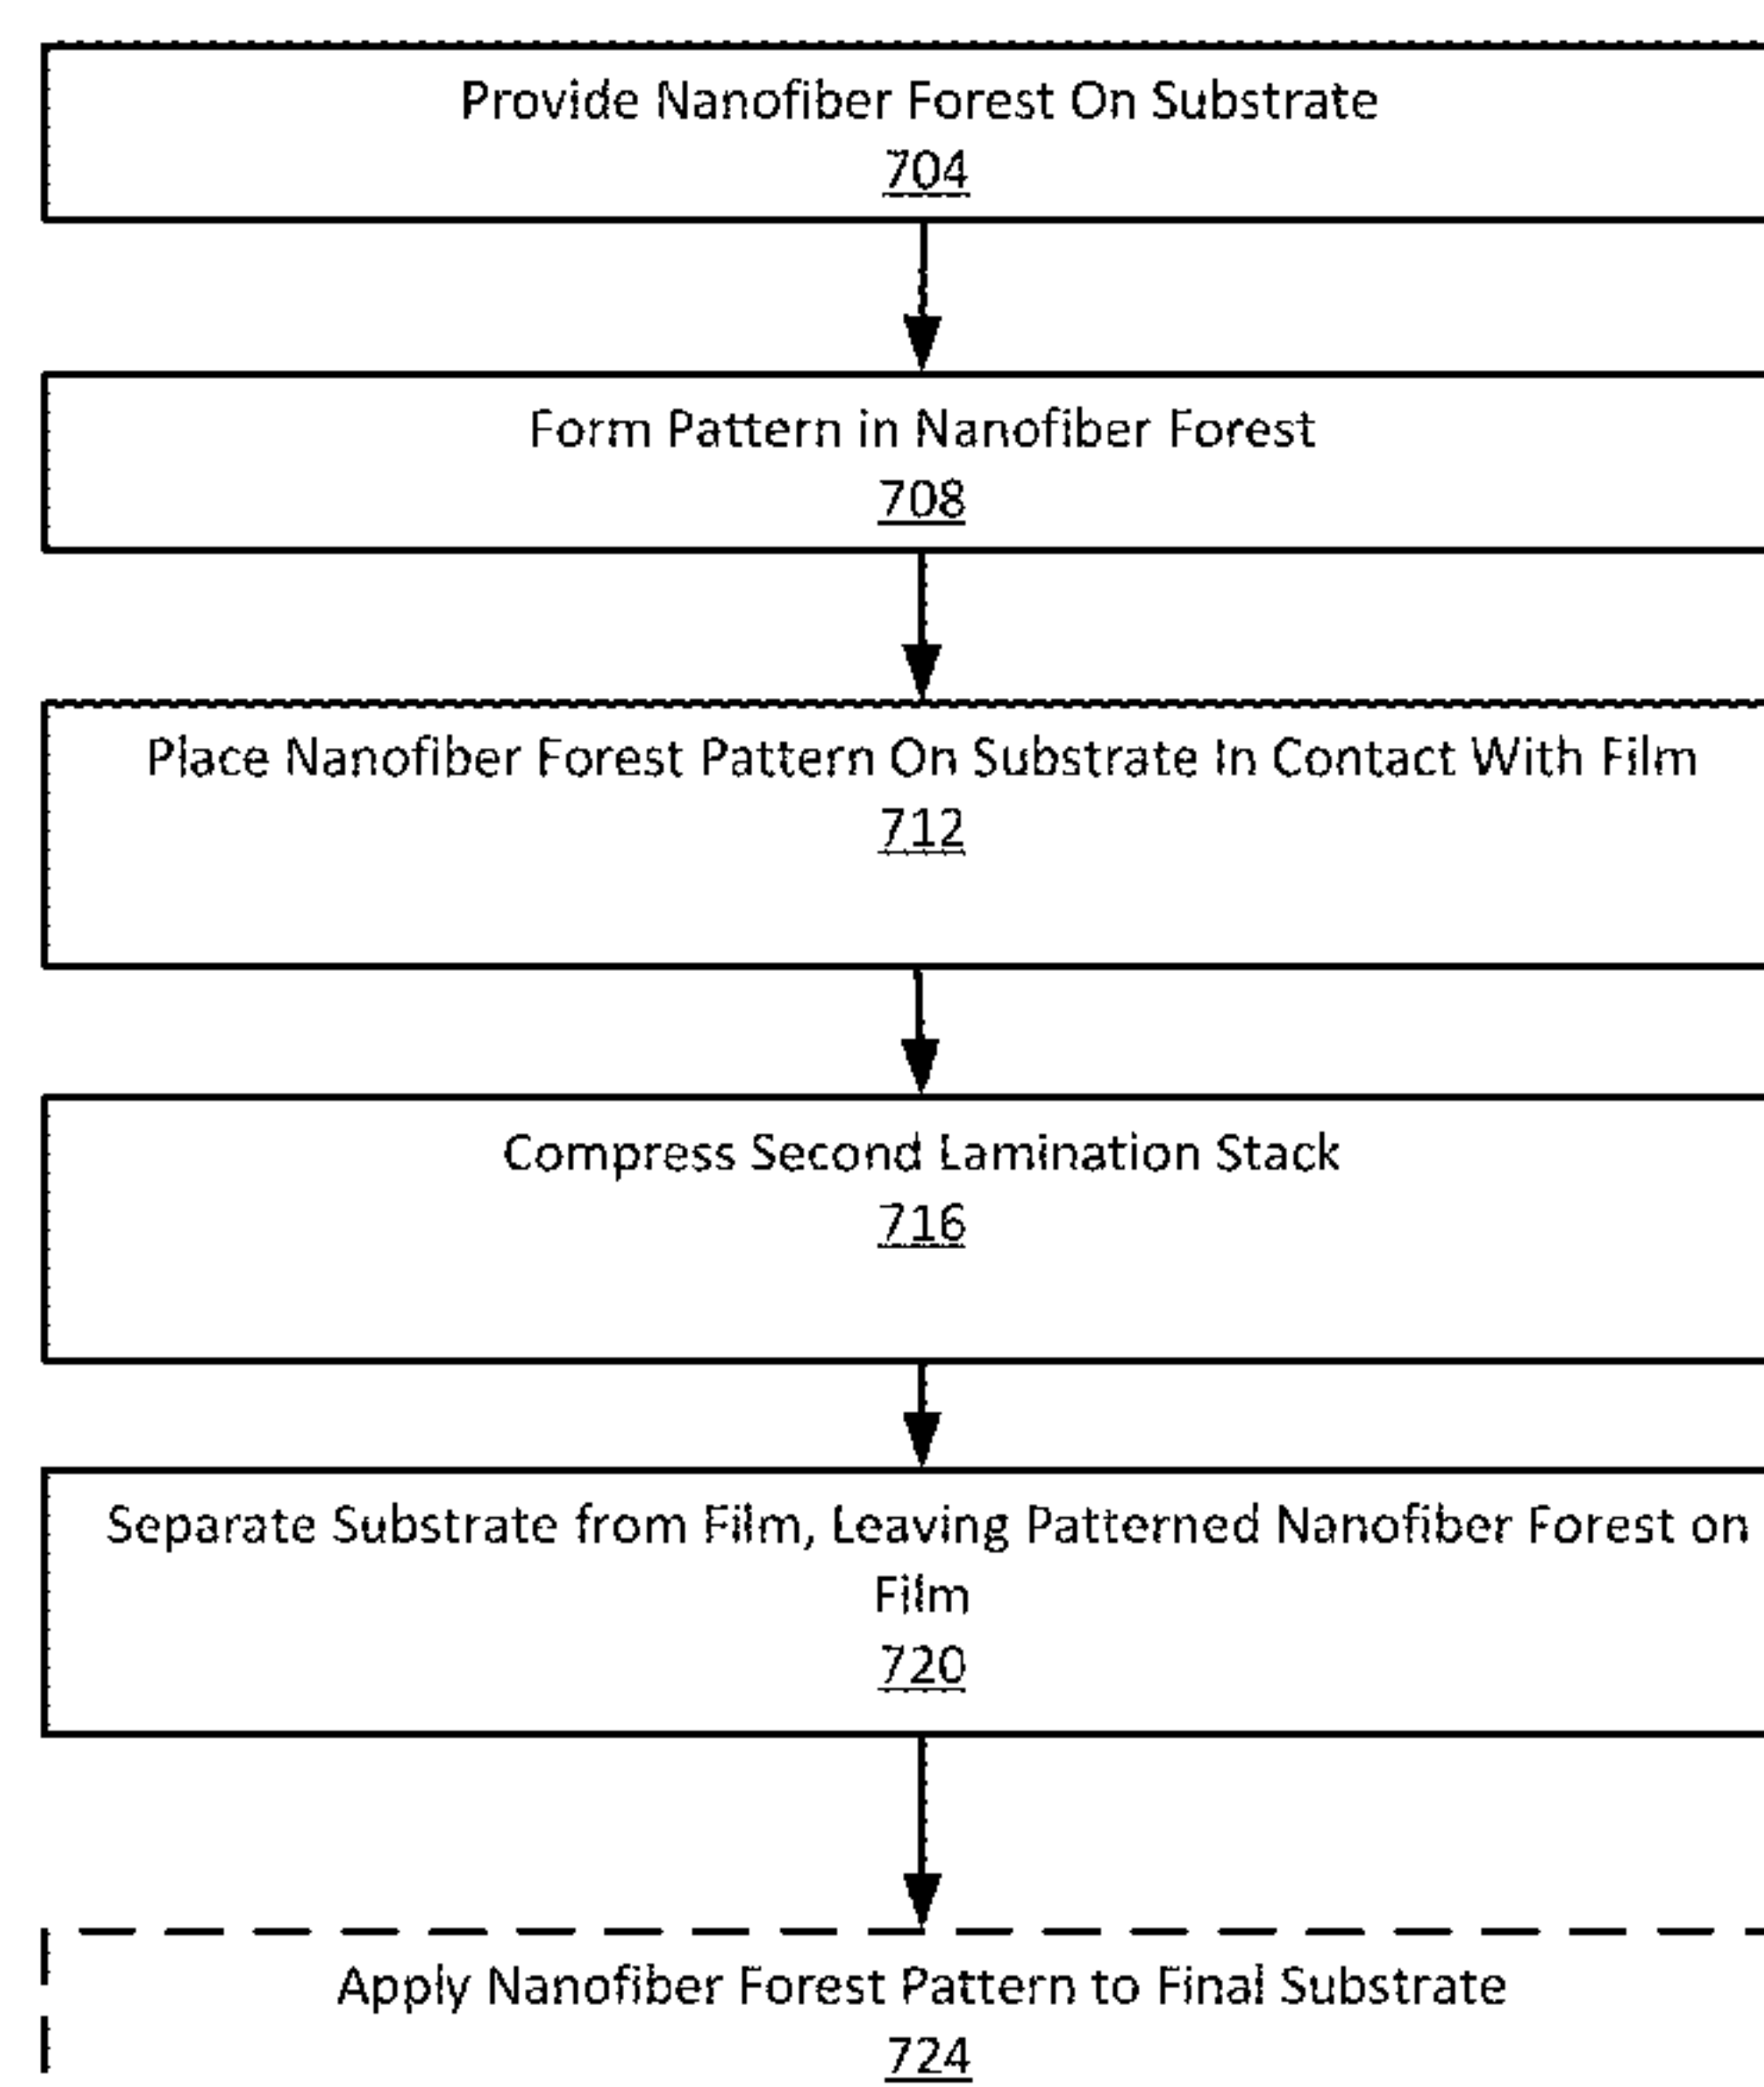 Provide Nanofiber Forest On Substrate
704
Form Pattern in Nanofiber Forest
708
Place Nanofiber Forest Pattern On Substrate In Contact With Film
712
Compress Second Lamination Stack
716
Separate Substrate from Film, Leaving Patterned Nanofiber Forest on
Film
720
Apply Nanofiber Forest Pattern to Final Substrate
724